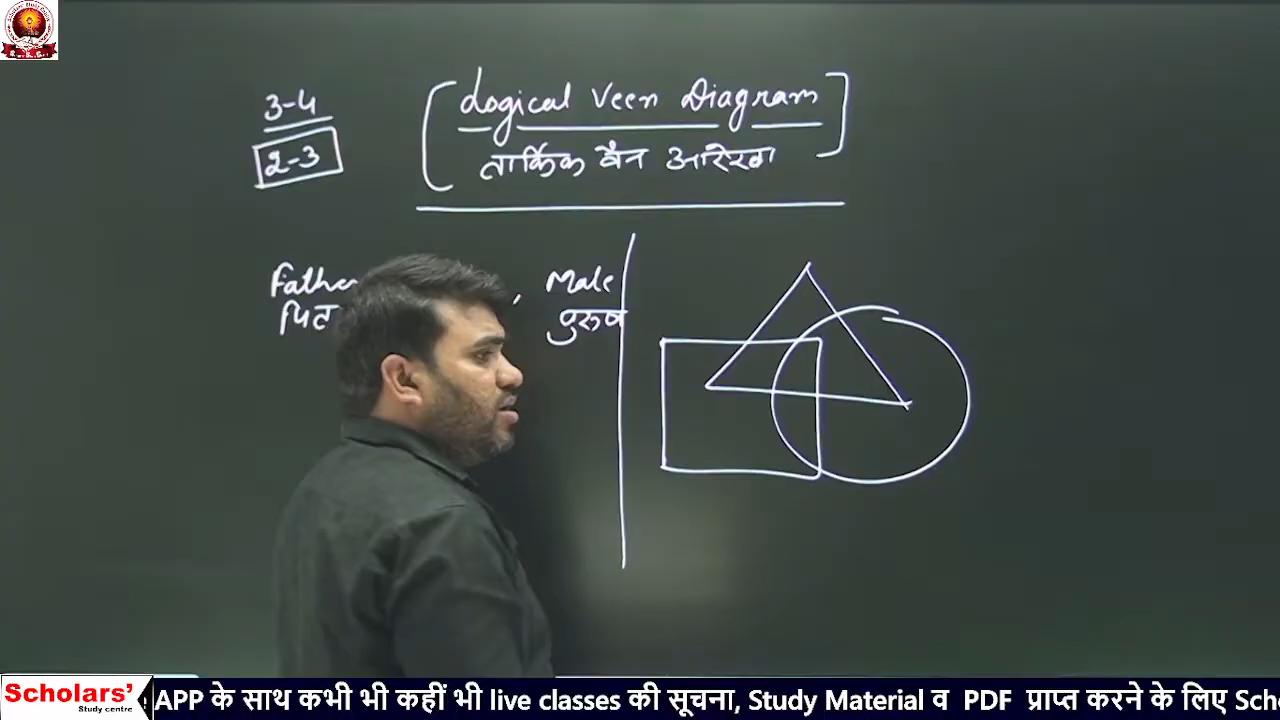 3-4
2-3
Logical Veen Diagram
तार्किक वैन आरेख
, Male
पुरुष
Scholars'
Study centre
APP के साथ कभी भी कहीं भी live classes की सूचना, Study Material व PDF प्राप्त करने के लिए